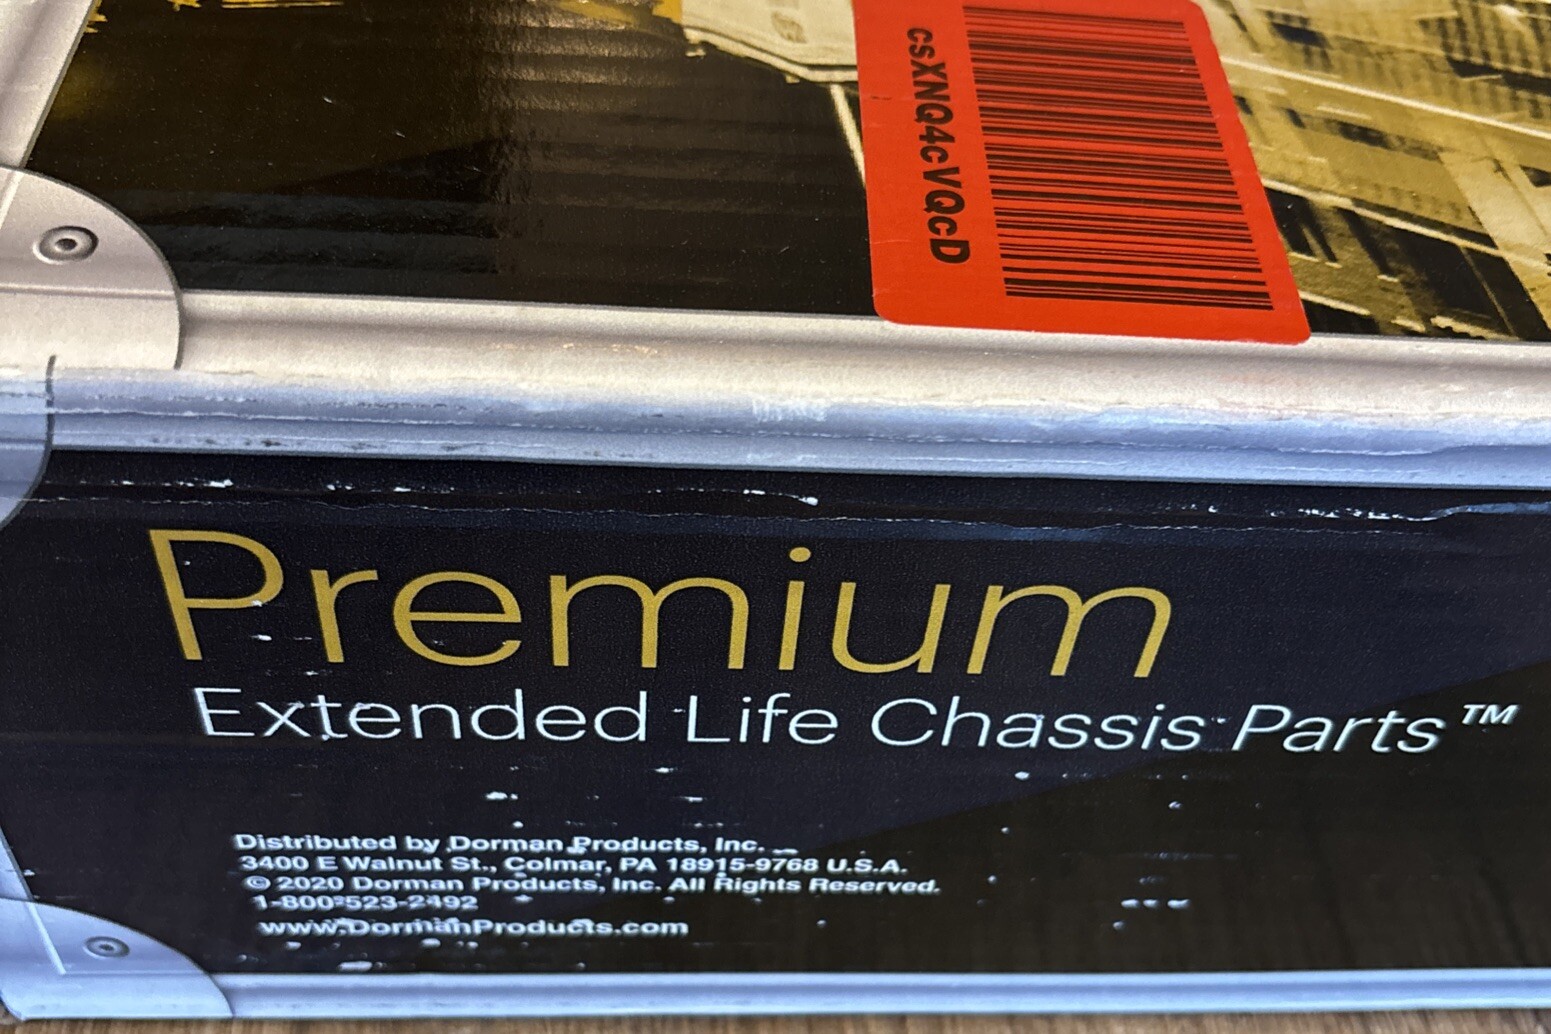 csXNQ4cVQcD
Premium
Extended Life Chassis Parts™
Distributed by Dorman Products, Inc.
3400 E Walnut St., Colmar, PA 18915-9768 U.S.A.
© 2020 Dorman Products, Inc. All Rights Reserved.
1-800-523-2492
www.DormanProducts.com